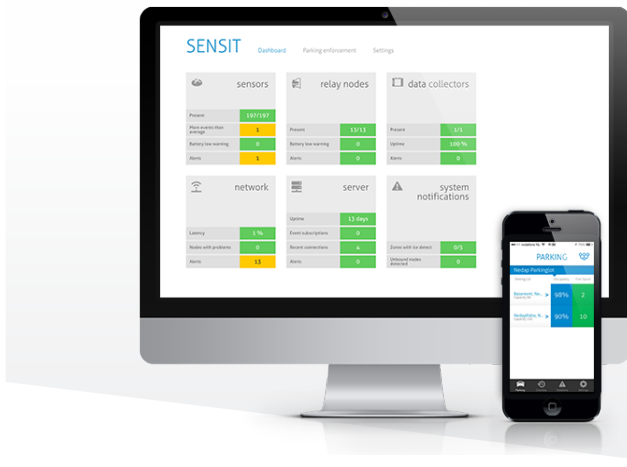 SENSIT
Dashboard Parking enforcement Settings
sensors
Present 197/197
More events than average 1
Battery low warning 0
Alerts 1
relay nodes
Present 13/13
Battery low warning 0
Alerts 0
data collectors
Present 1/1
Uptime 100 %
Alerts 0
network
Latency 1 %
Nodes with problems 0
Alerts 13
server
Uptime 13 days
Event subscriptions 0
Recent connections 4
Alerts 0
system
notifications
Zones with ice detect 0/3
Unbound nodes detected 0
PARKING
Nedap Parkinglot
98% 2
90% 10
Parking